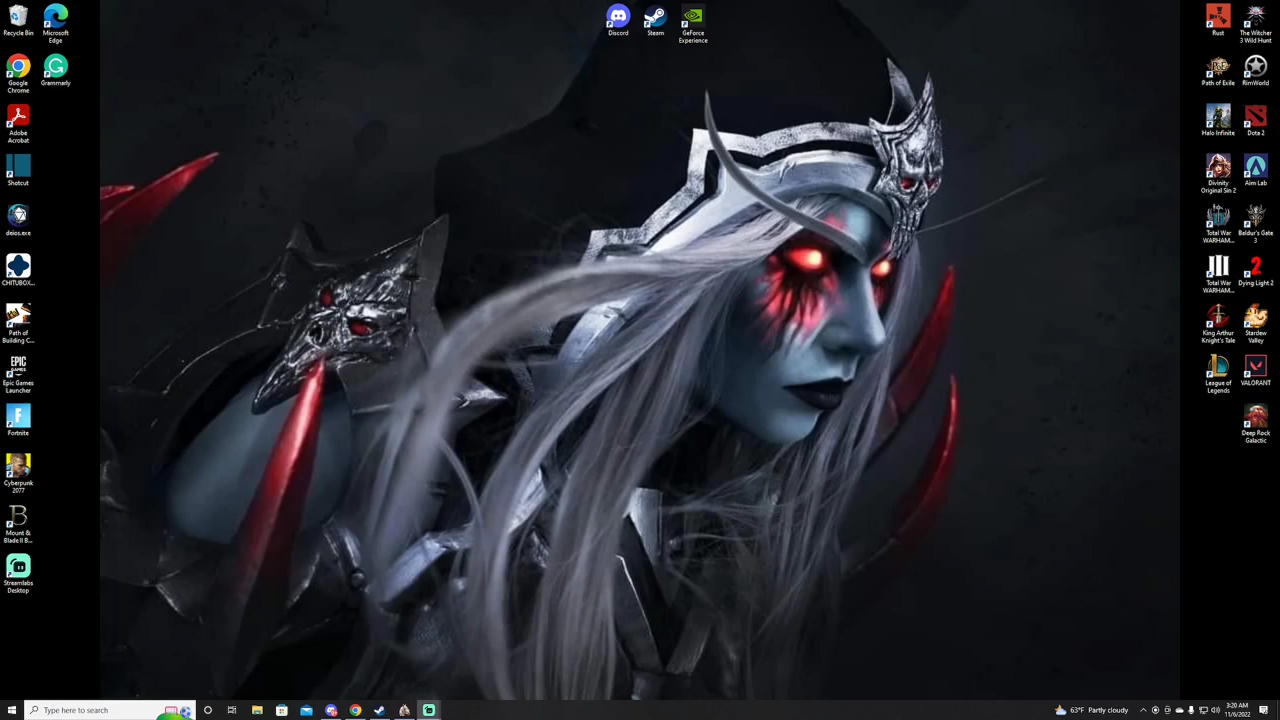 Recycle Bin
Microsoft
Edge
Discord
Steam
GeForce
Experience
Rust
The Witcher
3 Wild Hunt
Google
Chrome
Grammarly
Path of Exile
RimWorld
Adobe
Acrobat
Halo Infinite
Dota 2
Shotcut
Divinity
Original Sin 2
Aim Lab
deios.exe
Total War
WARHAM...
Baldur's Gate
3
CHITUBOX...
Total War
WARHAM...
Dying Light 2
Path of
Building C...
King Arthur
Knight's Tale
Stardew
Valley
EPIC
GAMES
Epic Games
Launcher
League of
Legends
VALORANT
Fortnite
Deep Rock
Galactic
Cyberpunk
2077
Mount &
Blade II B...
Streamlabs
Desktop
Type here to search
63°F Partly cloudy
3:20 AM
11/6/2022